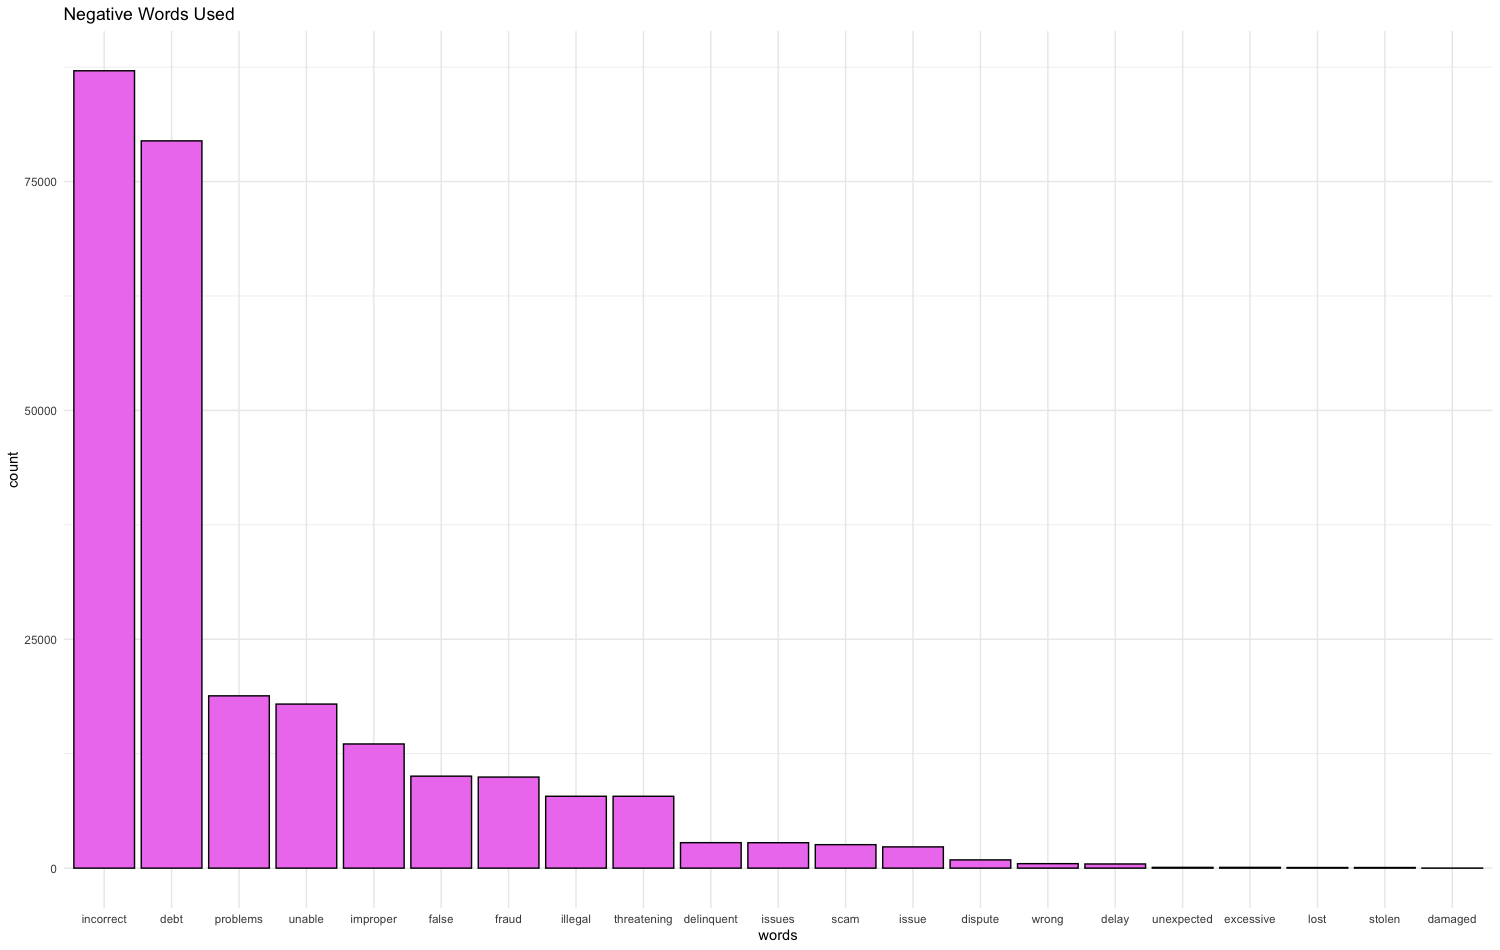 Negative Words Used
count
75000
50000
25000
0
incorrect debt problems unable improper false fraud illegal threatening delinquent issues scam issue dispute wrong delay unexpected excessive lost stolen damaged
words